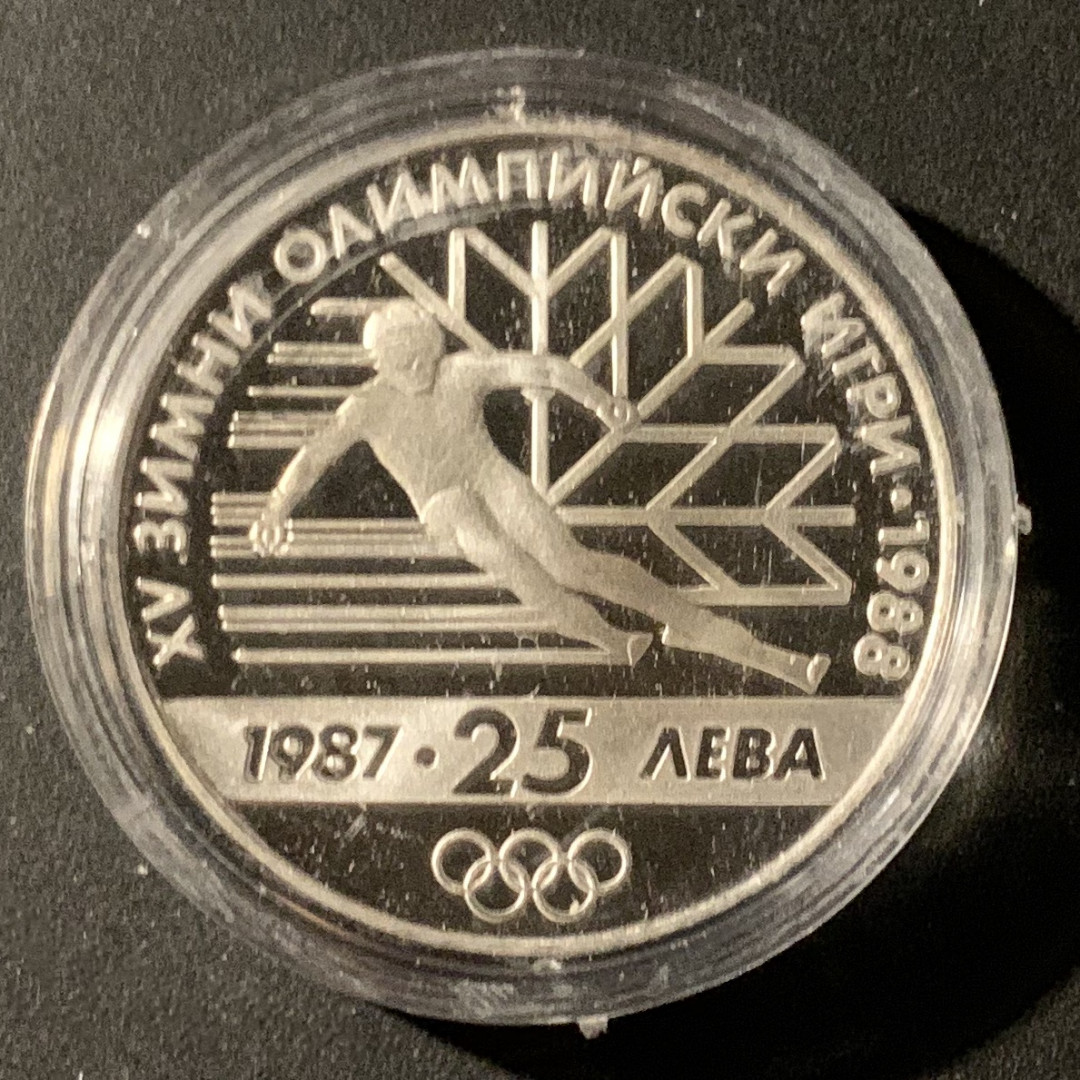 XV ЗИМНИ ОЛИМПИЙСКИ ИГРИ · 1988
1987 · 25 ЛЕВА